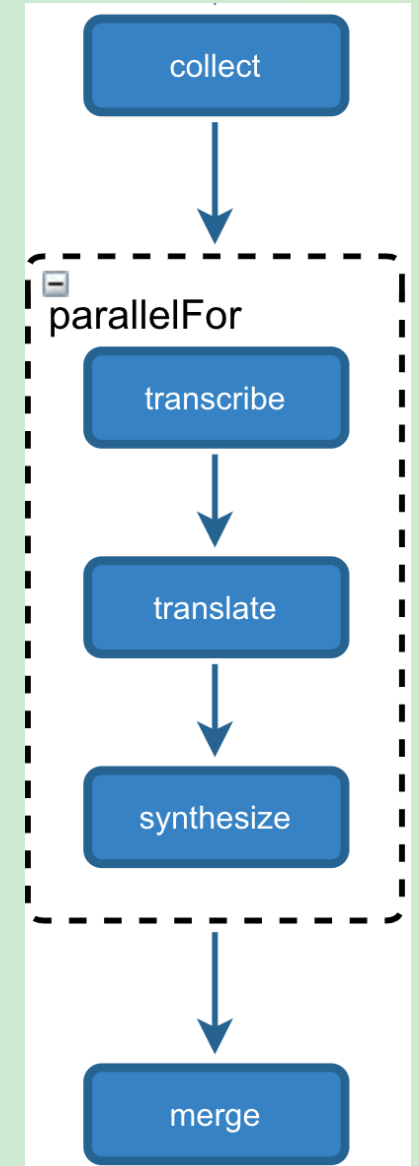 collect
parallelFor
transcribe
translate
synthesize
merge